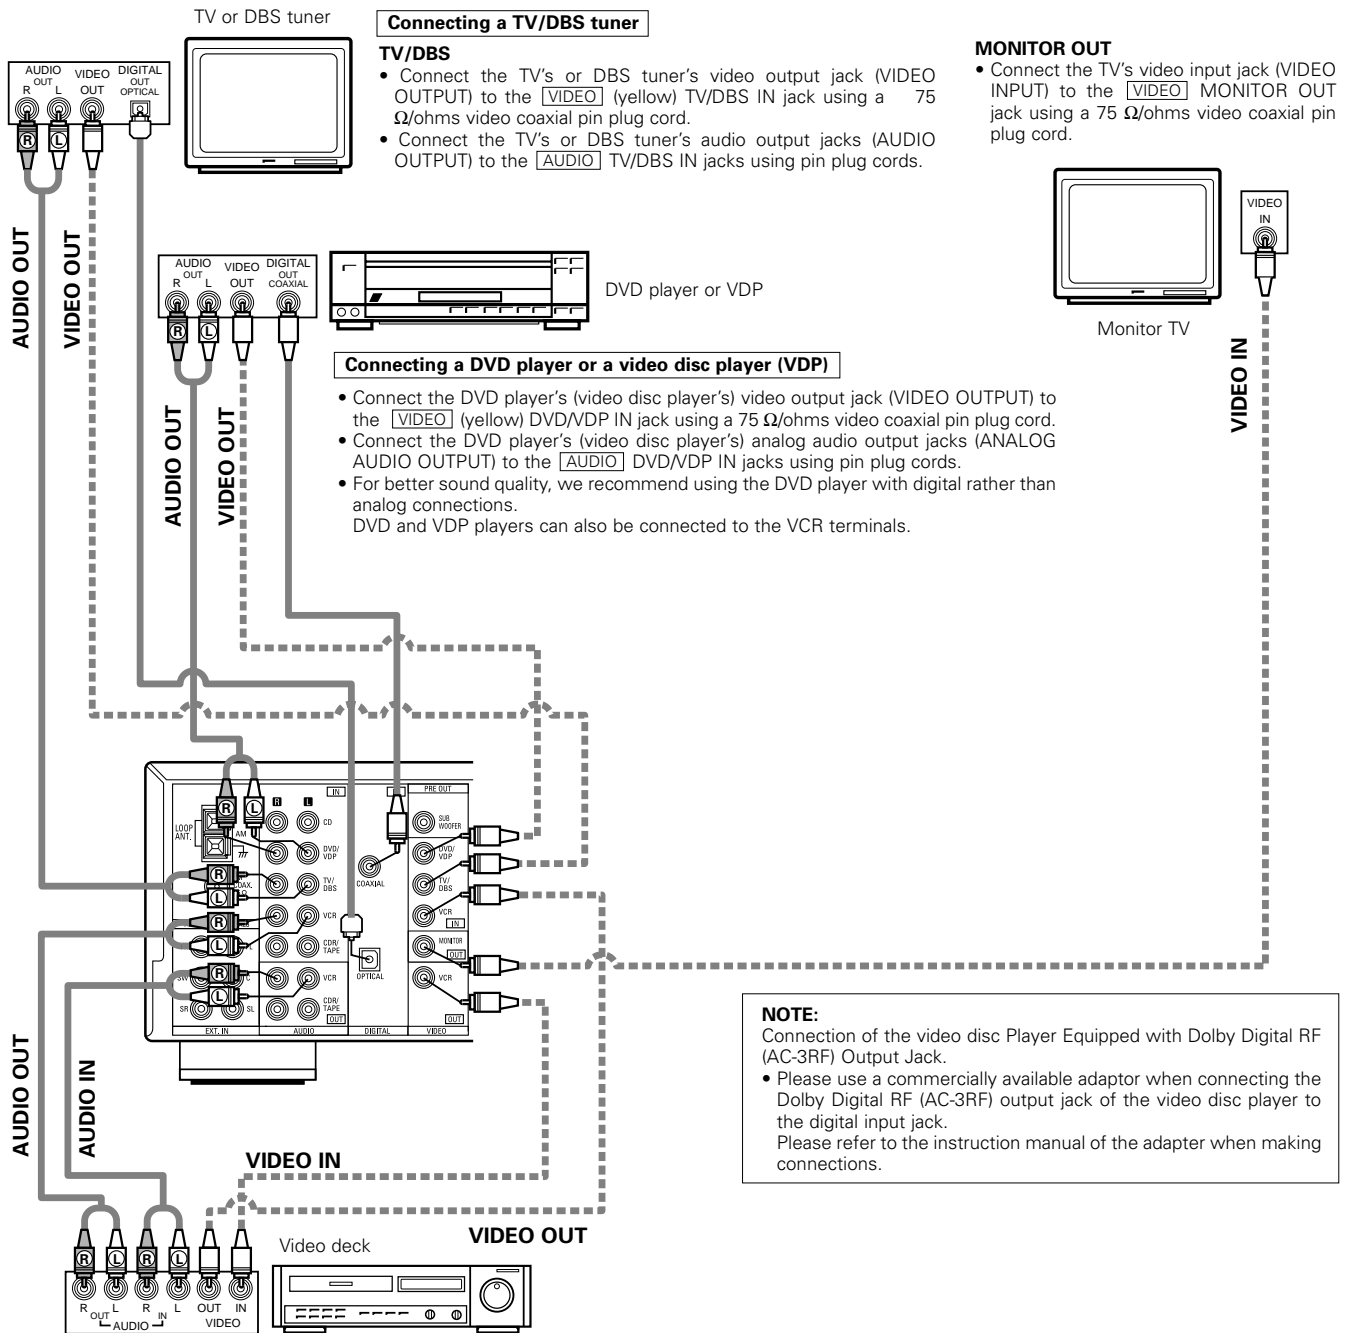 TV or DBS tuner
Connecting a TV/DBS tuner
TV/DBS
• Connect the TV's or DBS tuner's video output jack (VIDEO
OUTPUT) to the VIDEO (yellow) TV/DBS IN jack using a 75
Ω/ohms video coaxial pin plug cord.
• Connect the TV's or DBS tuner's audio output jacks (AUDIO
OUTPUT) to the AUDIO TV/DBS IN jacks using pin plug cords.
MONITOR OUT
• Connect the TV's video input jack (VIDEO
INPUT) to the VIDEO MONITOR OUT
jack using a 75 Ω/ohms video coaxial pin
plug cord.
AUDIO VIDEO DIGITAL
OUT OUT
R L OUT OPTICAL
R L
AUDIO OUT
VIDEO OUT
VIDEO
IN
Monitor TV
VIDEO IN
AUDIO VIDEO DIGITAL
OUT OUT
R L OUT COAXIAL
R L
DVD player or VDP
AUDIO OUT
VIDEO OUT
Connecting a DVD player or a video disc player (VDP)
• Connect the DVD player's (video disc player's) video output jack (VIDEO OUTPUT) to
the VIDEO (yellow) DVD/VDP IN jack using a 75 Ω/ohms video coaxial pin plug cord.
• Connect the DVD player's (video disc player's) analog audio output jacks (ANALOG
AUDIO OUTPUT) to the AUDIO DVD/VDP IN jacks using pin plug cords.
• For better sound quality, we recommend using the DVD player with digital rather than
analog connections.
DVD and VDP players can also be connected to the VCR terminals.
R L IN PRE OUT
R L
LOOP
ANT.
AM
CD
SUB
WOOFER
DVD/
VDP
DVD/
VDP
R
COAX.
TV/
DBS
COAXIAL
TV/
DBS
L
R
VCR
VCR
IN
L
CDR/
TAPE
MONITOR
OUT
R
VCR
OPTICAL
VCR
L
SR SL
CDR/
TAPE
OUT
OUT
EXT. IN AUDIO DIGITAL VIDEO
NOTE:
Connection of the video disc Player Equipped with Dolby Digital RF
(AC-3RF) Output Jack.
• Please use a commercially available adaptor when connecting the
Dolby Digital RF (AC-3RF) output jack of the video disc player to
the digital input jack.
Please refer to the instruction manual of the adapter when making
connections.
AUDIO OUT
AUDIO IN
VIDEO IN
VIDEO OUT
Video deck
R L R L
R L R L OUT IN
OUT IN
AUDIO VIDEO